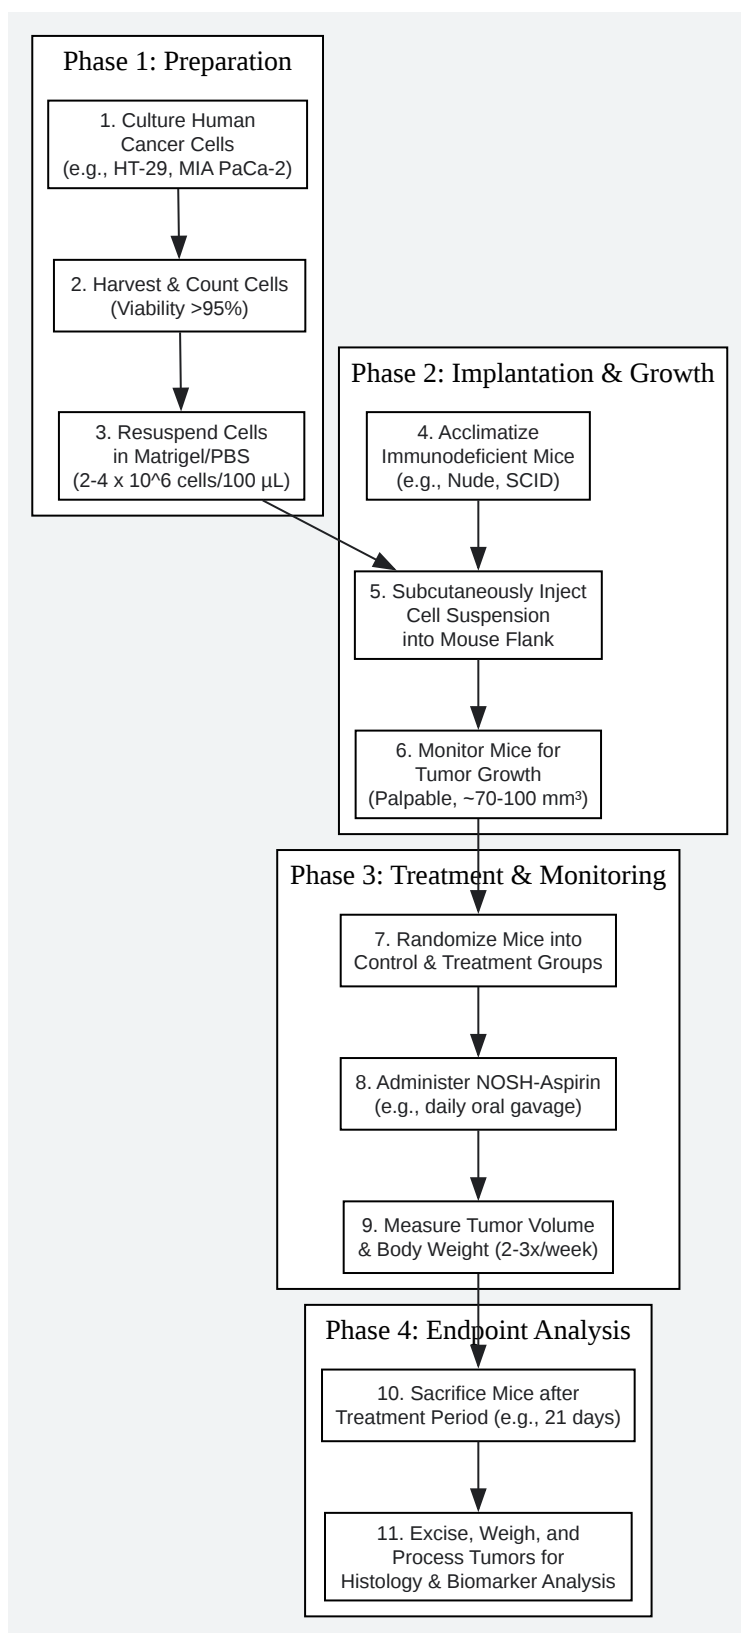 Phase 1: Preparation
1. Culture Human
Cancer Cells
(e.g., HT-29, MIA PaCa-2)
2. Harvest & Count Cells
(Viability >95%)
3. Resuspend Cells
in Matrigel/PBS
(2-4 x 10^6 cells/100 µL)
Phase 2: Implantation & Growth
4. Acclimatize
Immunodeficient Mice
(e.g., Nude, SCID)
5. Subcutaneously Inject
Cell Suspension
into Mouse Flank
6. Monitor Mice for
Tumor Growth
(Palpable, ~70-100 mm³)
Phase 3: Treatment & Monitoring
7. Randomize Mice into
Control & Treatment Groups
8. Administer NOSH-Aspirin
(e.g., daily oral gavage)
9. Measure Tumor Volume
& Body Weight (2-3x/week)
Phase 4: Endpoint Analysis
10. Sacrifice Mice after
Treatment Period (e.g., 21 days)
11. Excise, Weigh, and
Process Tumors for
Histology & Biomarker Analysis